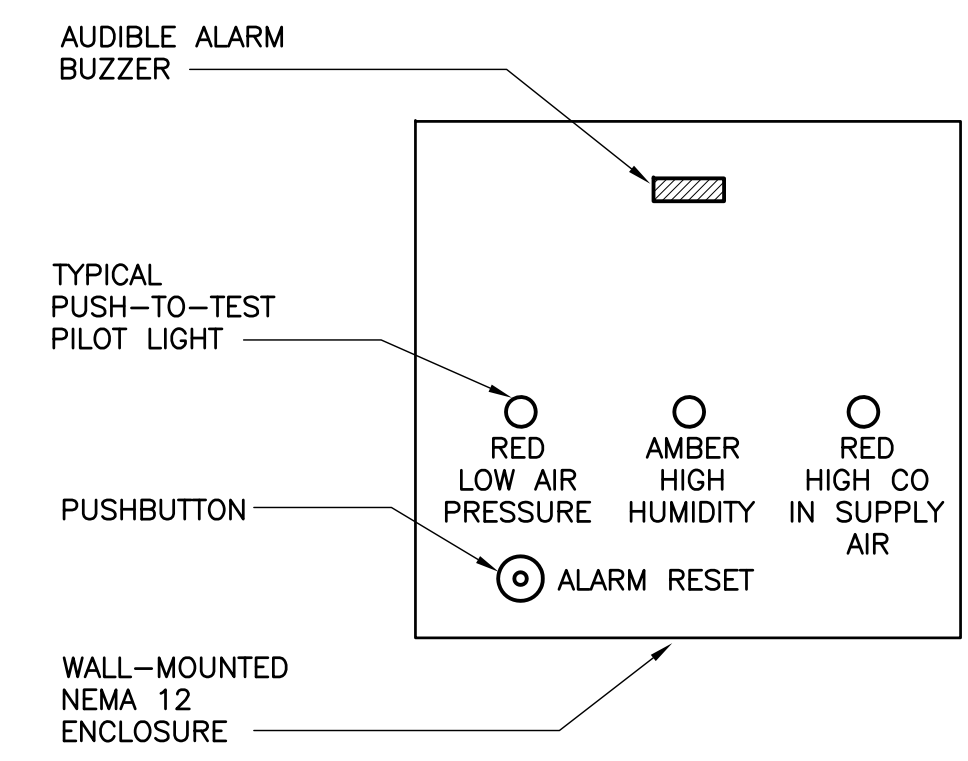 AUDIBLE ALARM
BUZZER
TYPICAL
PUSH-TO-TEST
PILOT LIGHT
RED
LOW AIR
PRESSURE
AMBER
HIGH
HUMIDITY
RED
HIGH CO
IN SUPPLY
AIR
PUSHBUTTON
ALARM RESET
WALL-MOUNTED
NEMA 12
ENCLOSURE